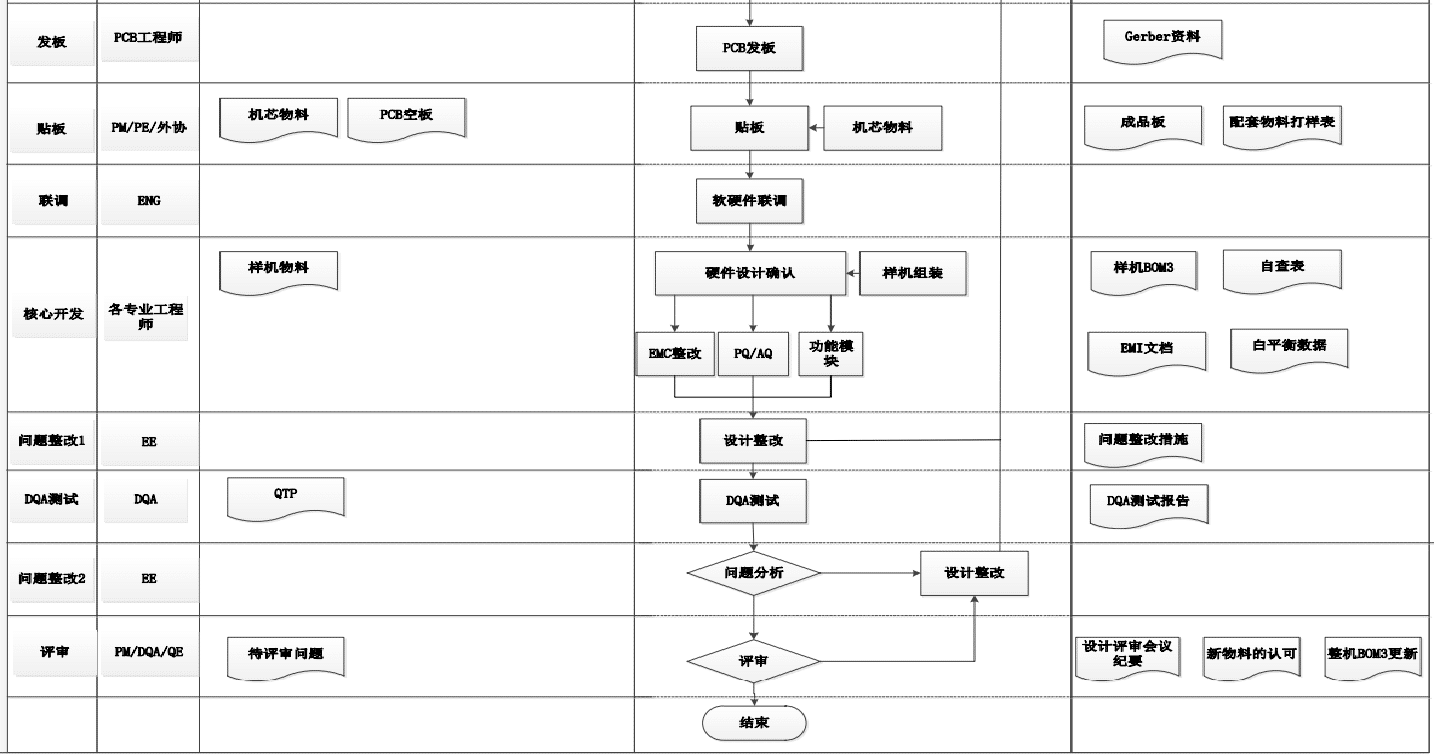 发板
PCB工程师
PCB发板
Gerber资料
贴板
PM/PE/外协
机芯物料
PCB空板
贴板
机芯物料
成品板
配套物料打样表
联调
ENG
软硬件联调
核心开发
各专业工程
师
样机物料
硬件设计确认
样机组装
样机BOM3
自查表
EMC整改
PQ/AQ
功能模
块
EMI文档
白平衡数据
问题整改1
EE
设计整改
问题整改措施
DQA测试
DQA
QTP
DQA测试
DQA测试报告
问题整改2
EE
问题分析
设计整改
评审
PM/DQA/QE
待评审问题
评审
设计评审会议
纪要
新物料的认可
整机BOM3更新
结束